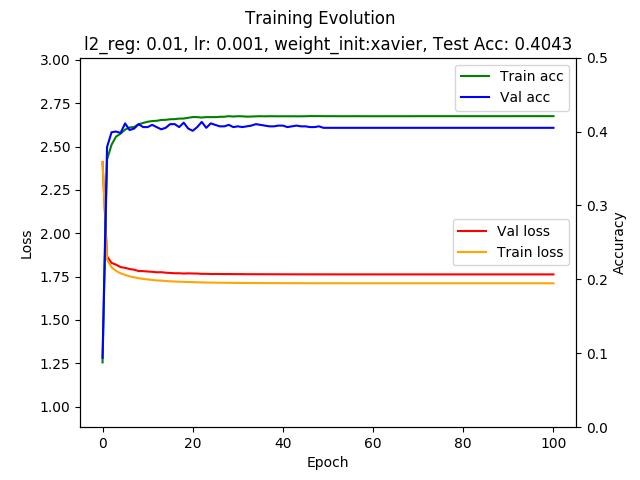 Training Evolution
l2_reg: 0.01, lr: 0.001, weight_init:xavier, Test Acc: 0.4043
3.00
2.75
2.50
2.25
2.00
1.75
1.50
1.25
1.00
Loss
Train acc
Val acc
Val loss
Train loss
0.5
0.4
0.3
0.2
0.1
0.0
Accuracy
0
20
40
60
80
100
Epoch